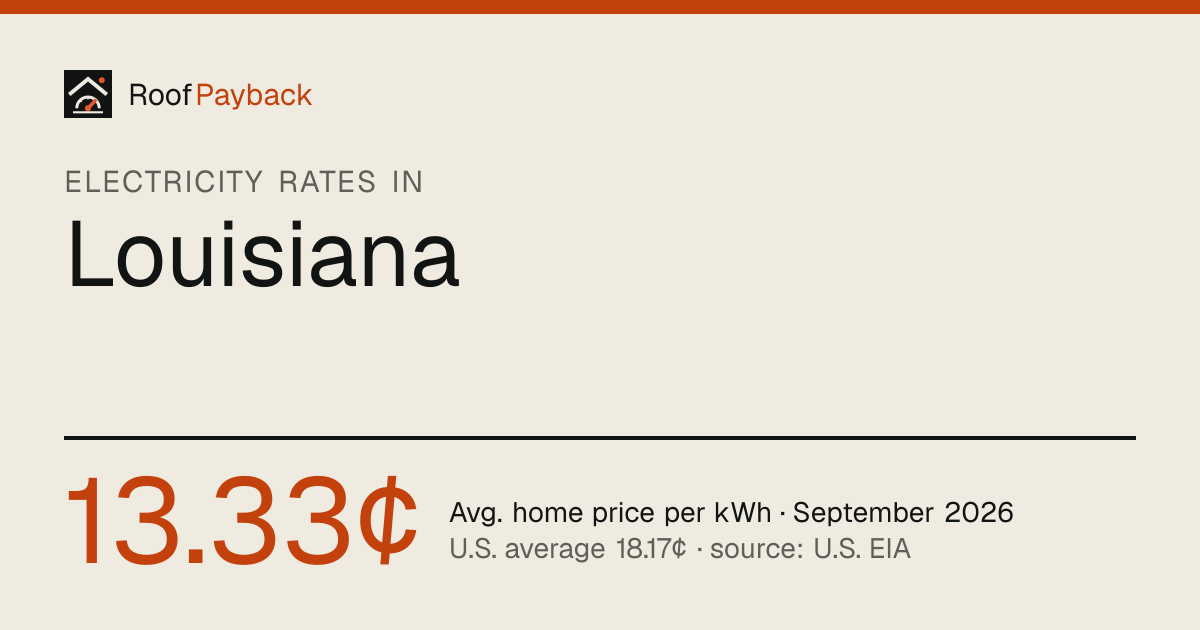 RoofPayback
ELECTRICITY RATES IN
Louisiana
13.33¢
Avg. home price per kWh · September 2026
U.S. average 18.17¢ · source: U.S. EIA